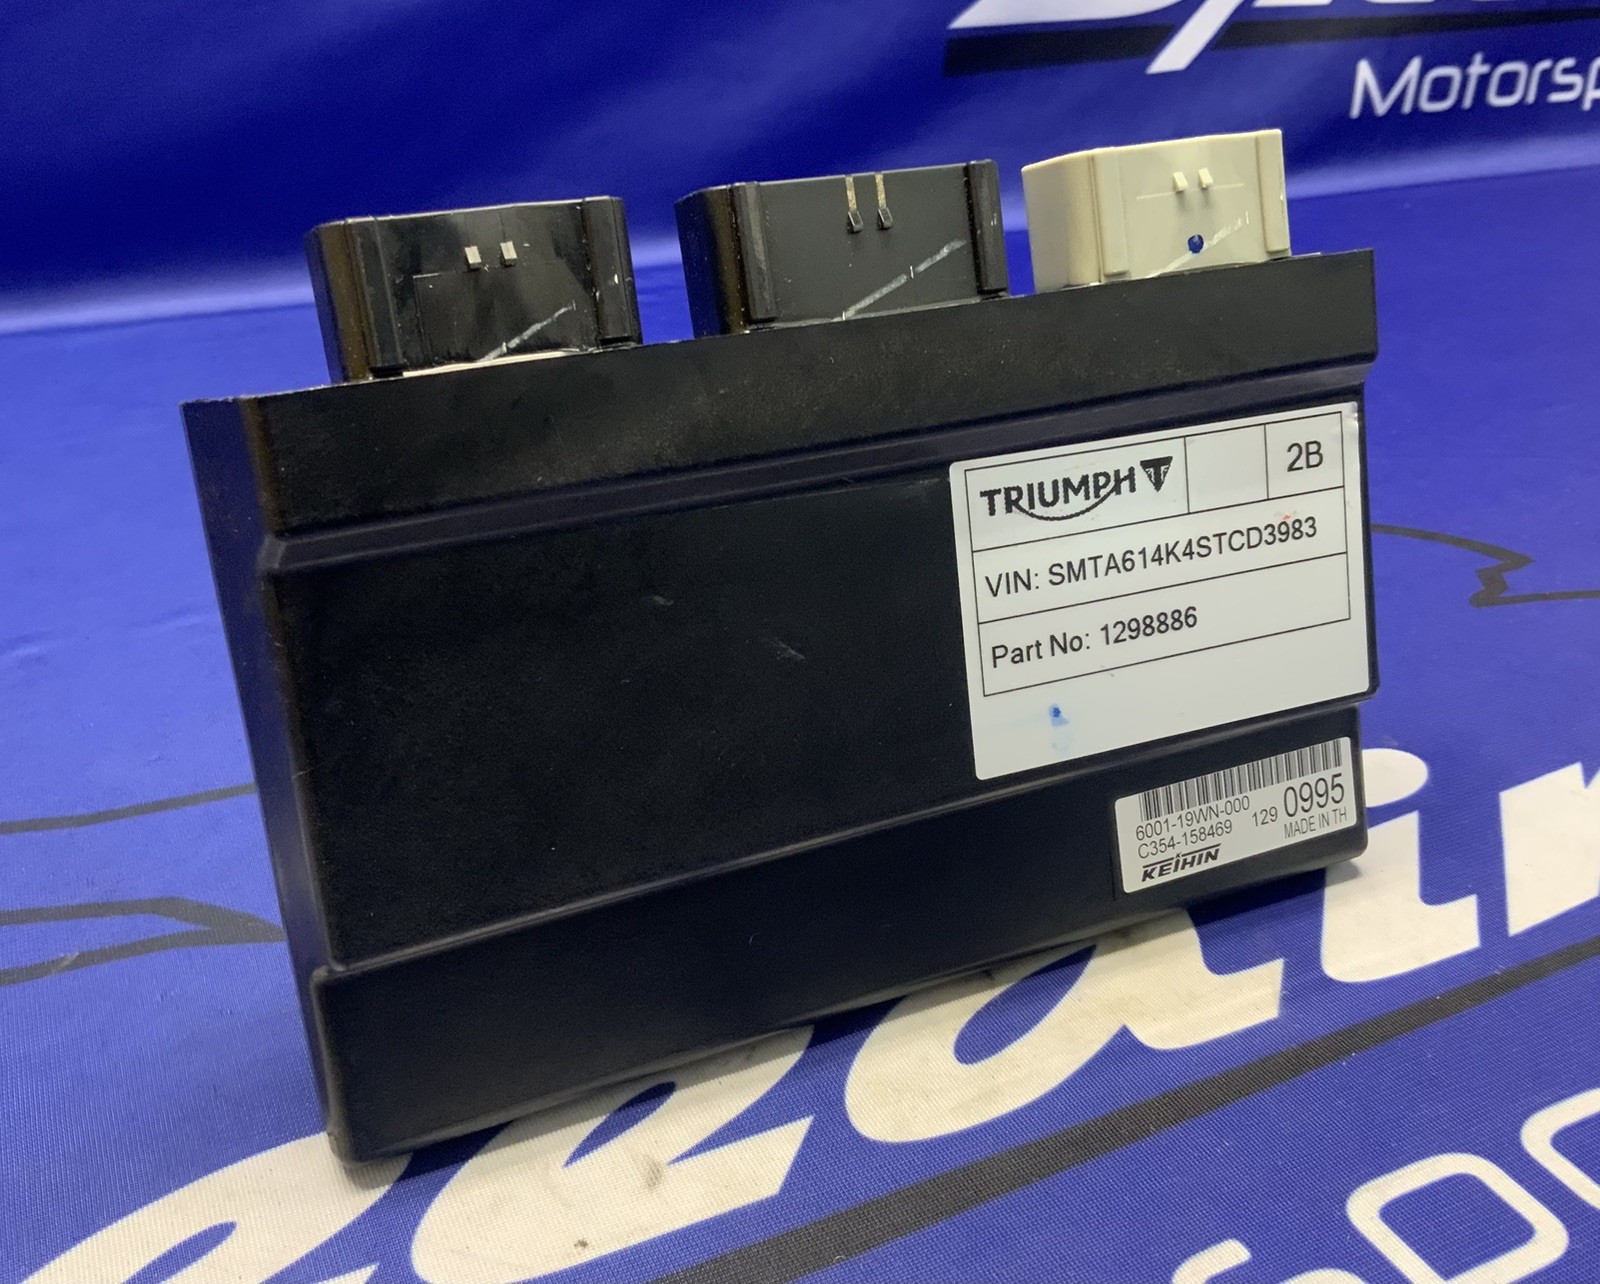 Motorsp
TRIUMPH
2B
VIN: SMTA614K4STCD3983
Part No: 1298886
6001-19WN-000
C354-158469
129 0995
MADE IN TH
KEIHIN